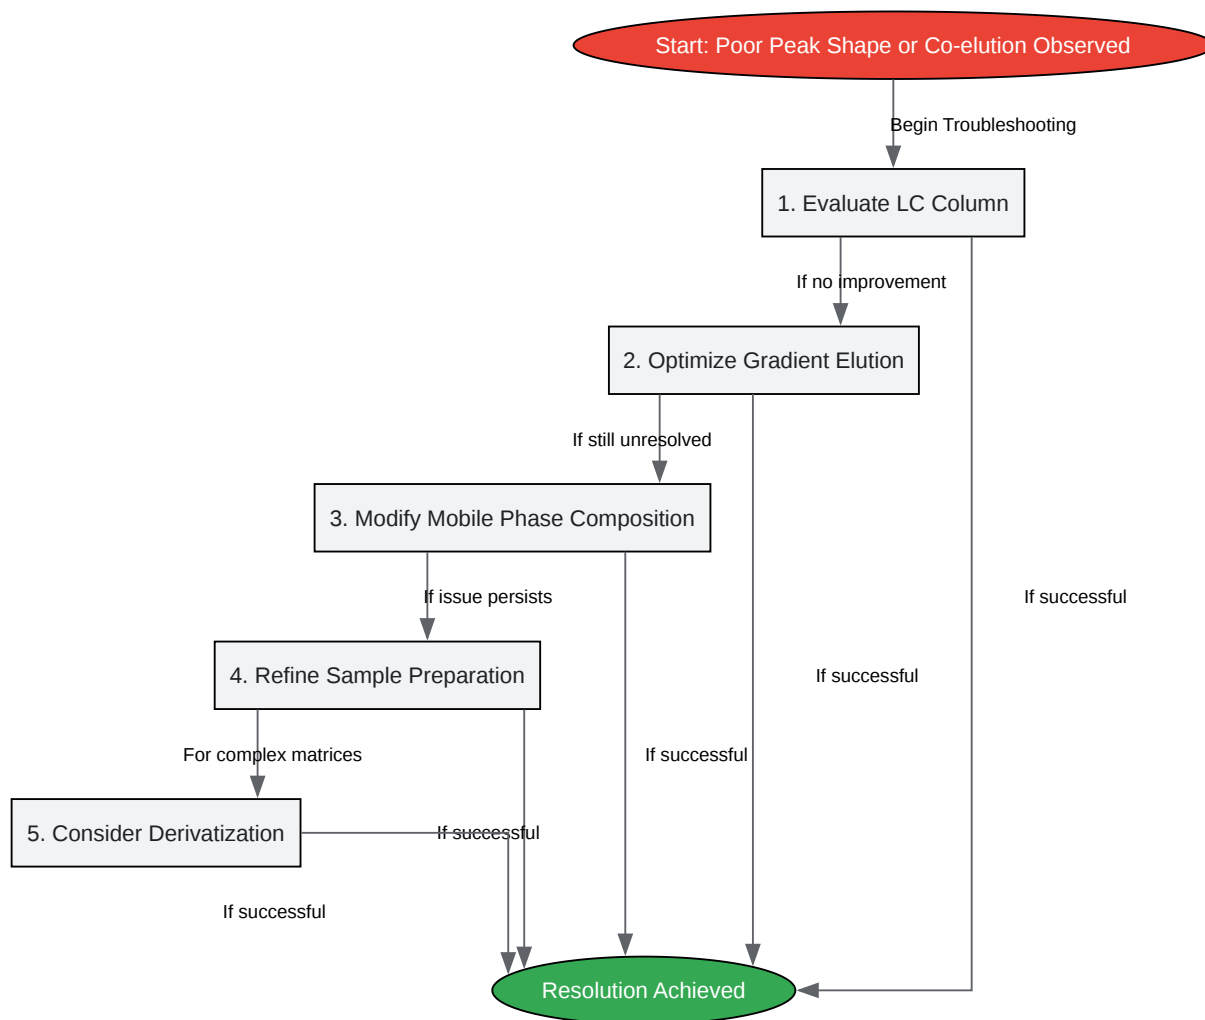 Start: Poor Peak Shape or Co-elution Observed
Begin Troubleshooting
1. Evaluate LC Column
If no improvement
2. Optimize Gradient Elution
If still unresolved
3. Modify Mobile Phase Composition
If issue persists
If successful
4. Refine Sample Preparation
If successful
For complex matrices
If successful
5. Consider Derivatization
If successful
If successful
Resolution Achieved